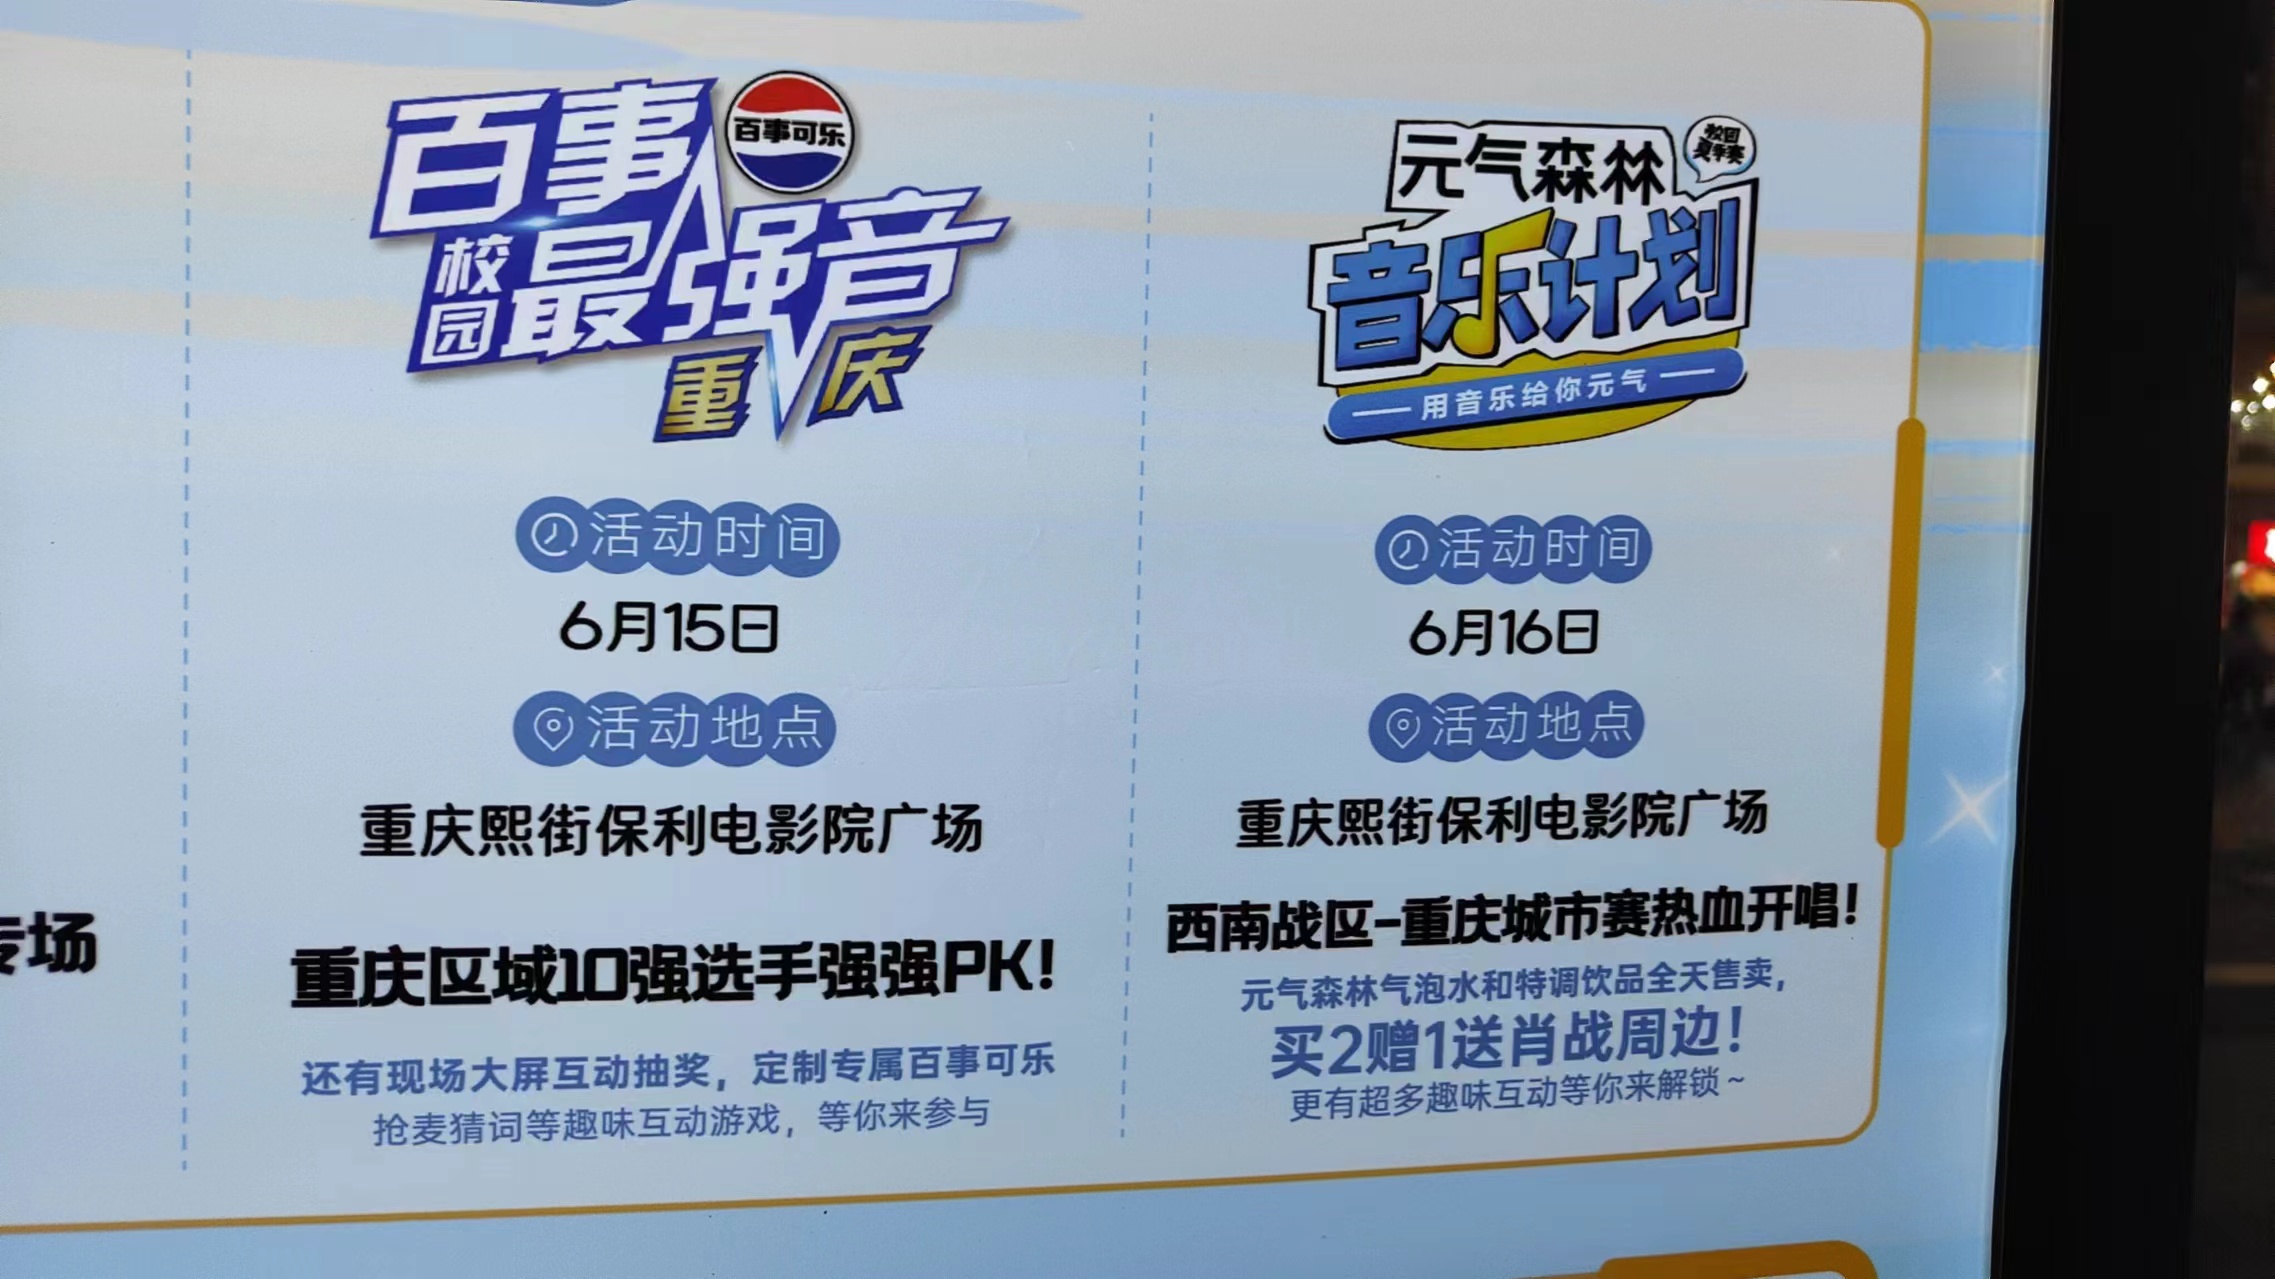 专场
百事
百事可乐
校园
最强音
重庆
活动时间
6月15日
活动地点
重庆熙街保利电影院广场
重庆区域10强选手强强PK!
还有现场大屏互动抽奖，定制专属百事可乐
抢麦猜词等趣味互动游戏，等你来参与
元气森林
校园
夏季赛
音乐计划
用音乐给你元气
活动时间
6月16日
活动地点
重庆熙街保利电影院广场
西南战区-重庆城市赛热血开唱!
元气森林气泡水和特调饮品全天售卖，
买2赠1送肖战周边!
更有超多趣味互动等你来解锁~